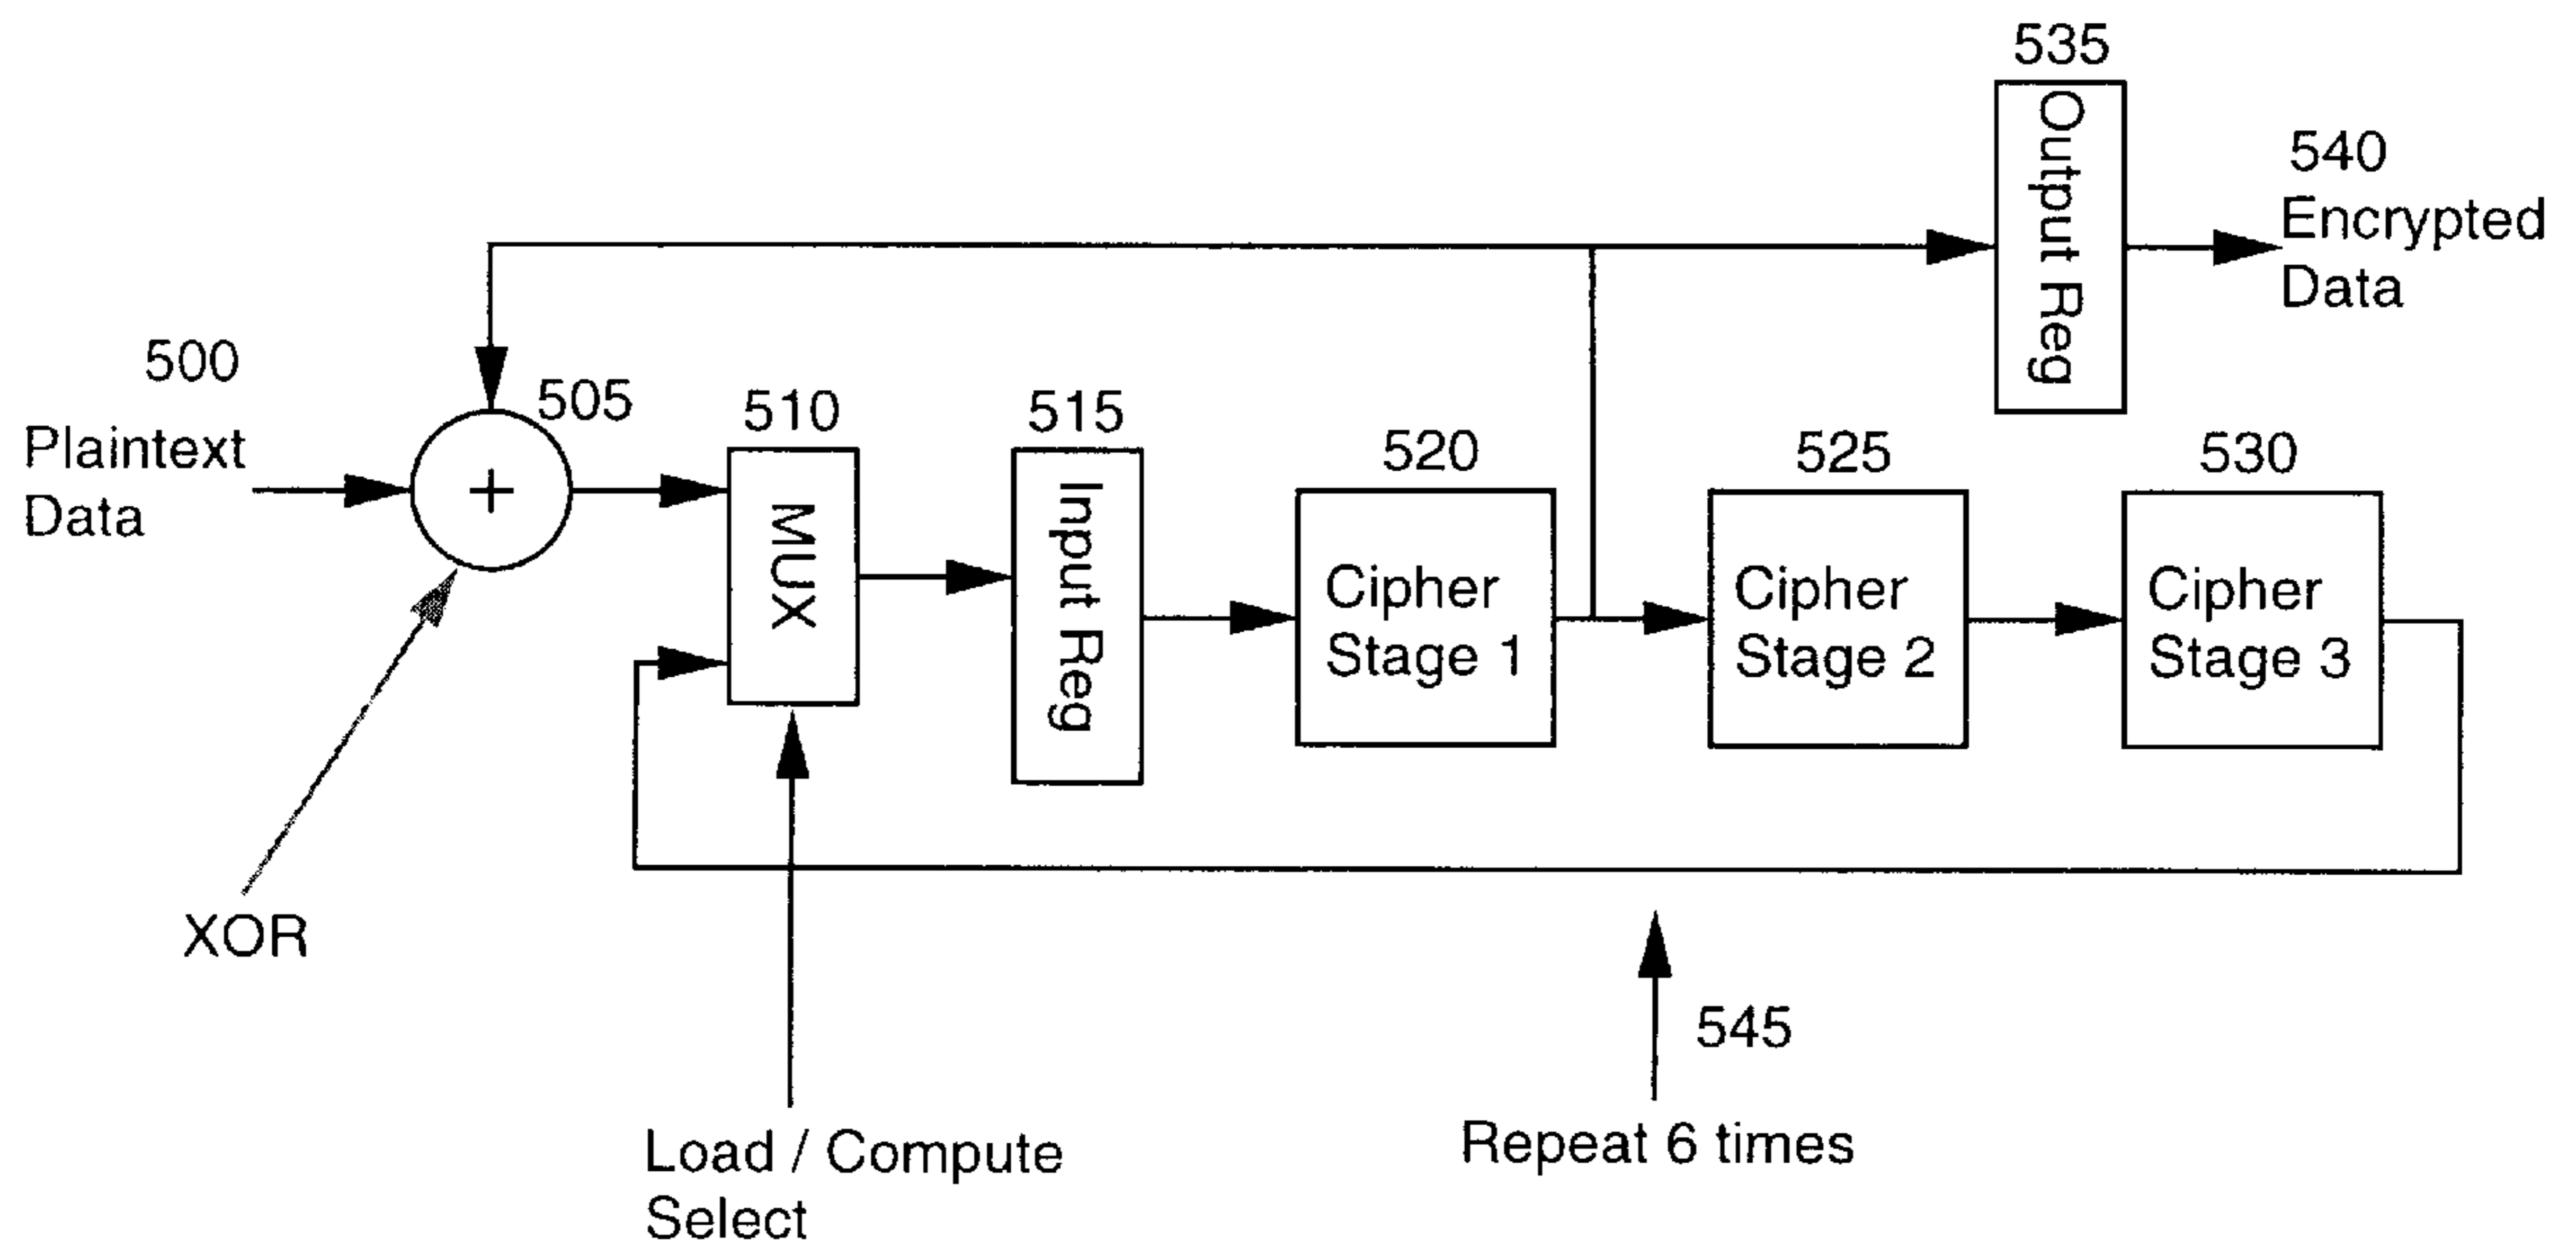 535
Output Reg
540
Encrypted
Data
500
Plaintext
Data
505
+
510
MUX
515
Input Reg
520
Cipher
Stage 1
525
Cipher
Stage 2
530
Cipher
Stage 3
XOR
545
Load / Compute
Select
Repeat 6 times